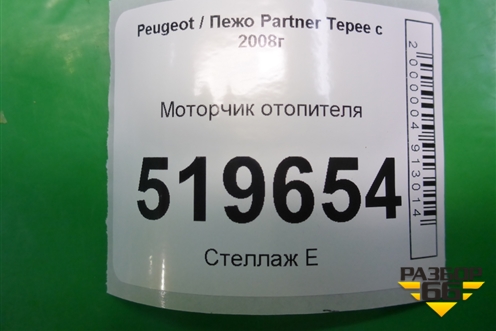 Peugeot / Пежо Partner Tepee с
2008г
Моторчик отопителя
519654
Стеллаж Е
2000004913014
РАЗБОР
66